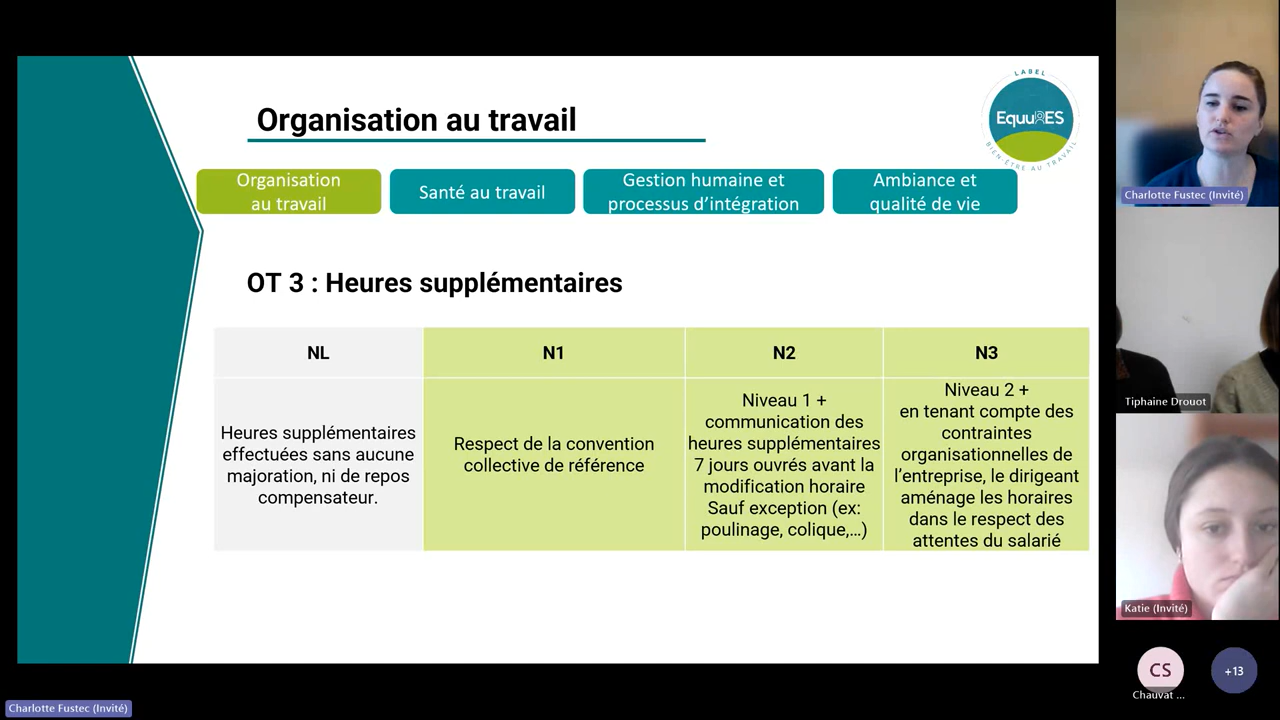 Organisation au travail
LABEL
EquuRES
BIEN-ÊTRE AU TRAVAIL
Organisation
au travail
Santé au travail
Gestion humaine et
processus d'intégration
Ambiance et
qualité de vie
OT 3 : Heures supplémentaires
NL
N1
N2
N3
Heures supplémentaires
effectuées sans aucune
majoration, ni de repos
compensateur.
Respect de la convention
collective de référence
Niveau 1 +
communication des
heures supplémentaires
7 jours ouvrés avant la
modification horaire
Sauf exception (ex:
poulinage, colique,...)
Niveau 2 +
en tenant compte des
contraintes
organisationnelles de
l'entreprise, le dirigeant
aménage les horaires
dans le respect des
attentes du salarié
Charlotte Fustec (Invité)
Tiphaine Drouot
Katie (Invité)
CS
Chauvat ...
+13
Charlotte Fustec (Invité)